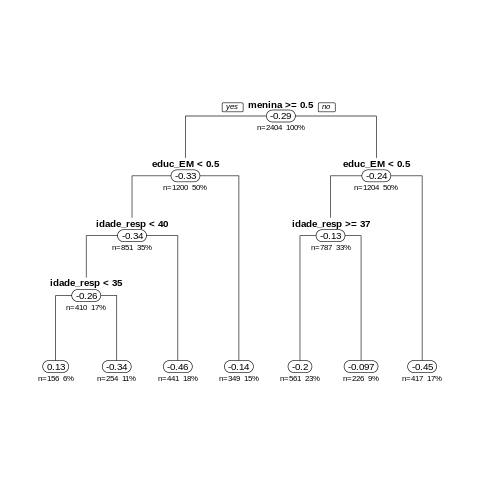 yes menina >= 0.5 no
-0.29
n=2404 100%
educ_EM < 0.5 educ_EM < 0.5
-0.33 -0.24
n=1200 50% n=1204 50%
idade_resp < 40 idade_resp >= 37
-0.34 -0.13
n=851 35% n=787 33%
idade_resp < 35
-0.26
n=410 17%
0.13 -0.34 -0.46 -0.14 -0.2 -0.097 -0.45
n=156 6% n=254 11% n=441 18% n=349 15% n=561 23% n=226 9% n=417 17%